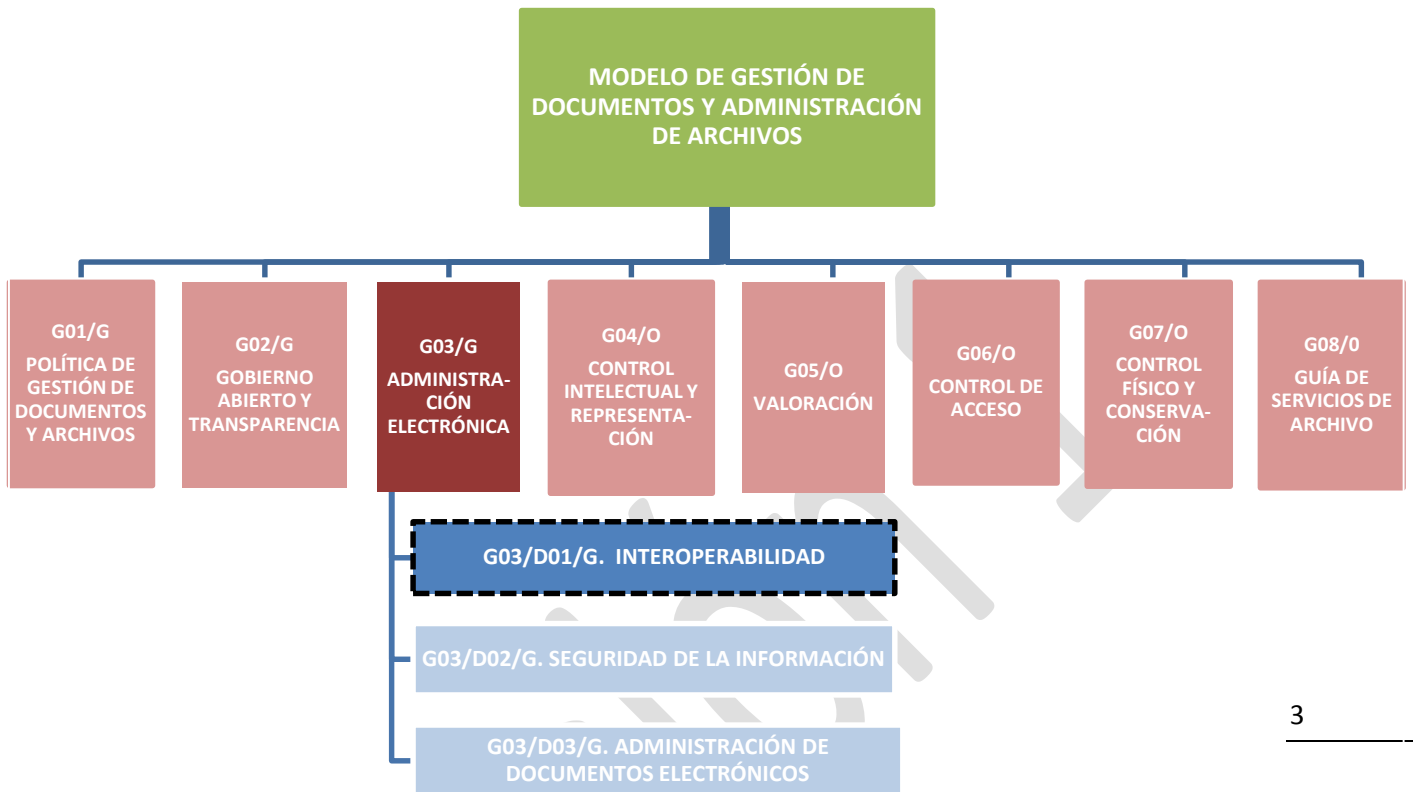 MODELO DE GESTIÓN DE
DOCUMENTOS Y ADMINISTRACIÓN
DE ARCHIVOS
G01/G
POLÍTICA DE
GESTIÓN DE
DOCUMENTOS
Y ARCHIVOS
G02/G
GOBIERNO
ABIERTO Y
TRANSPARENCIA
G03/G
ADMINISTRA-
CIÓN
ELECTRÓNICA
G04/O
CONTROL
INTELECTUAL Y
REPRESENTA-
CIÓN
G05/O
VALORACIÓN
G06/O
CONTROL DE
ACCESO
G07/O
CONTROL
FÍSICO Y
CONSERVA-
CIÓN
G08/0
GUÍA DE
SERVICIOS DE
ARCHIVO
G03/D01/G. INTEROPERABILIDAD
G03/D02/G. SEGURIDAD DE LA INFORMACIÓN
G03/D03/G. ADMINISTRACIÓN DE
DOCUMENTOS ELECTRÓNICOS
3